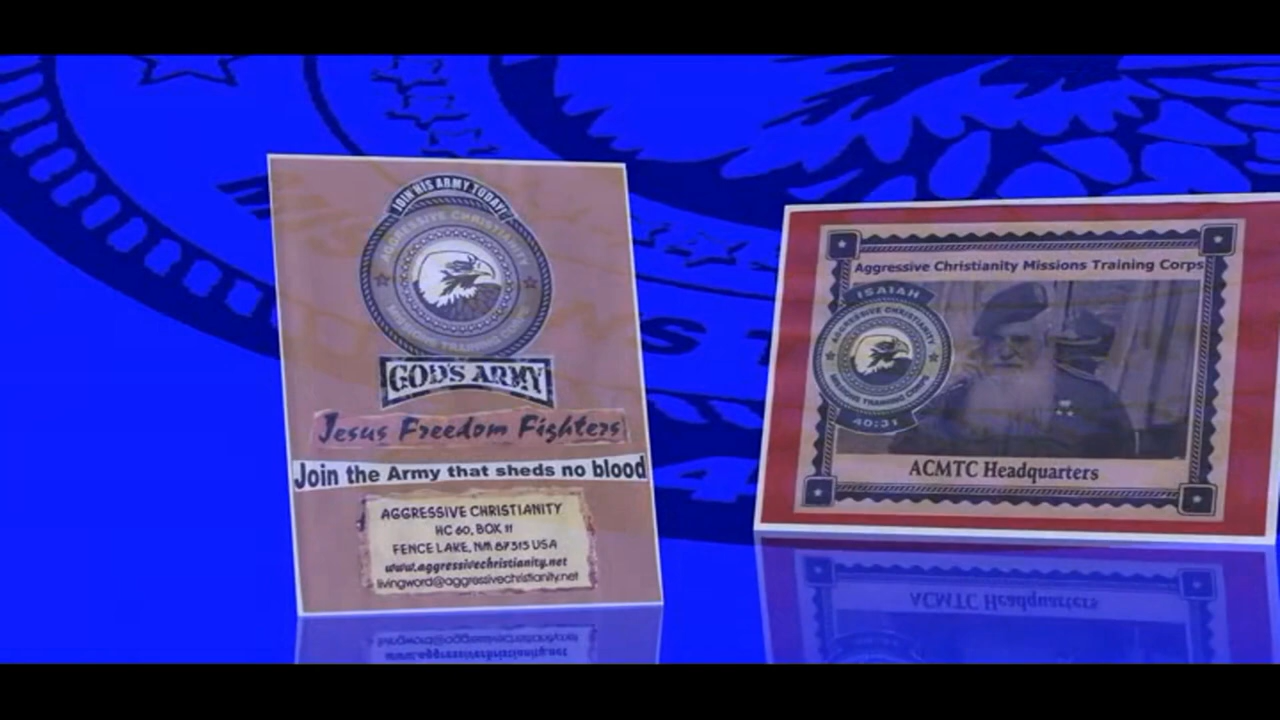 JOIN HIS ARMY TODAY!
AGGRESSIVE CHRISTIANITY
MISSIONS TRAINING CORPS
GOD'S ARMY
Jesus Freedom Fighters
Join the Army that sheds no blood
AGGRESSIVE CHRISTIANITY
HC 60, BOX 11
FENCE LAKE, NM 87315 USA
www.aggressivechristianity.net
livingword@aggressivechristianity.net
Aggressive Christianity Missions Training Corps
ISAIAH
AGGRESSIVE CHRISTIANITY
MISSIONS TRAINING CORPS
40:31
ACMTC Headquarters